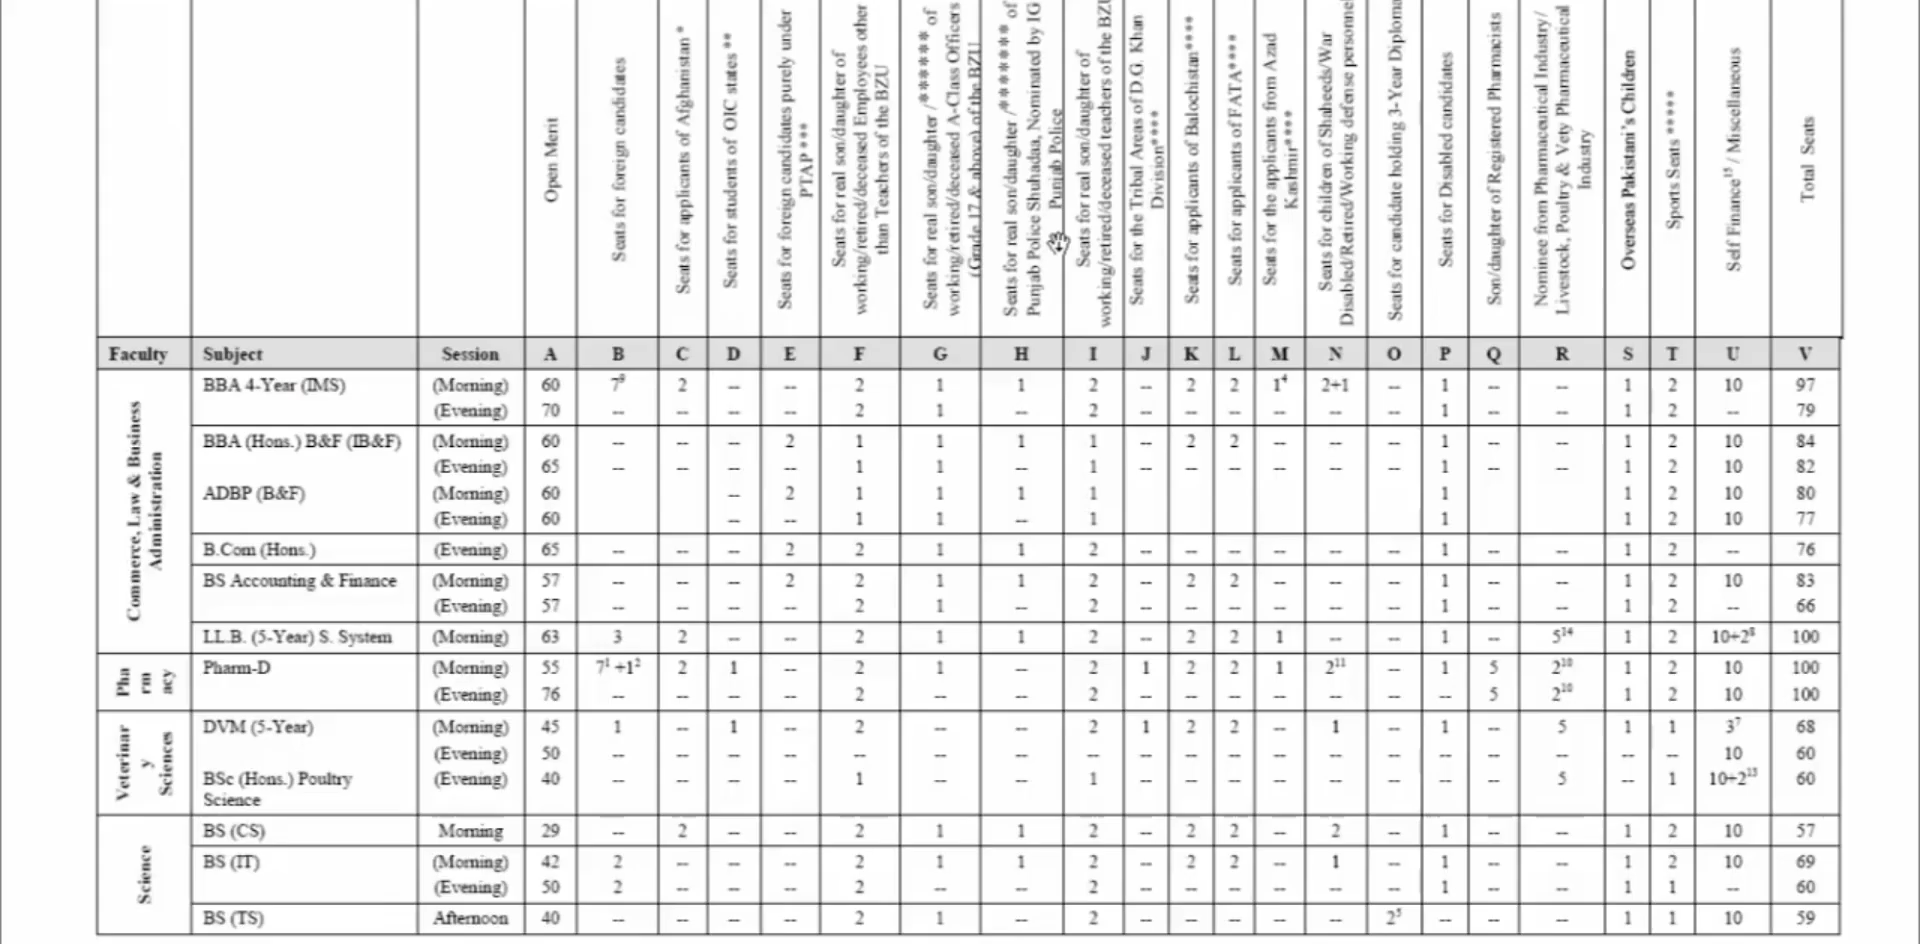 Open Merit
Seats for foreign candidates
Seats for applicants of Afghanistan *
Seats for students of OIC states **
Seats for foreign candidates purely under
PTAP ***
Seats for real son/daughter of
working/retired/deceased Employees other
than Teachers of the BZU
Seats for real son/daughter /****** of
working/retired/deceased A-Class Officers
(Grade 17 & above) of the BZU
Seats for real son/daughter /******* of
Punjab Police Shuhadaa, Nominated by IG
Punjab Police
Seats for real son/daughter of
working/retired/deceased teachers of the BZU
Seats for the Tribal Areas of D.G. Khan
Division****
Seats for applicants of Balochistan****
Seats for applicants of FATA****
Seats for the applicants from Azad
Kashmir****
Seats for children of Shaheeds/War
Disabled/Retired/Working defense personnel
Seats for candidate holding 3-Year Diploma
Seats for Disabled candidates
Son/daughter of Registered Pharmacists
Nominee from Pharmaceutical Industry/
Livestock, Poultry & Vety Pharmaceutical
Industry
Overseas Pakistani's Children
Sports Seats *****
Self Finance15 / Miscellaneous
Total Seats
Faculty Subject Session A B C D E F G H I J K L M N O P Q R S T U V
Commerce, Law & Business
Administration
BBA 4-Year (IMS) (Morning) 60 79 2 -- -- 2 1 1 2 -- 2 2 14 2+1 -- 1 -- -- 1 2 10 97
(Evening) 70 -- -- -- -- 2 1 -- 2 -- -- -- -- -- -- 1 -- -- 1 2 -- 79
BBA (Hons.) B&F (IB&F) (Morning) 60 -- -- -- 2 1 1 1 1 -- 2 2 -- -- -- 1 -- -- 1 2 10 84
(Evening) 65 -- -- -- -- 1 1 -- 1 -- -- -- -- -- -- 1 -- -- 1 2 10 82
ADBP (B&F) (Morning) 60 -- 2 1 1 1 1 1 1 2 10 80
(Evening) 60 -- -- 1 1 -- 1 1 1 2 10 77
B.Com (Hons.) (Evening) 65 -- -- -- 2 2 1 1 2 -- -- -- -- -- -- 1 -- -- 1 2 -- 76
BS Accounting & Finance (Morning) 57 -- -- -- 2 2 1 1 2 -- 2 2 -- -- -- 1 -- -- 1 2 10 83
(Evening) 57 -- -- -- -- 2 1 -- 2 -- -- -- -- -- -- 1 -- -- 1 2 -- 66
LL.B. (5-Year) S. System (Morning) 63 3 2 -- -- 2 1 1 2 -- 2 2 1 -- -- 1 -- 514 1 2 10+28 100
Pha
rm
acy
Pharm-D (Morning) 55 71 +12 2 1 -- 2 1 -- 2 1 2 2 1 211 -- 1 5 210 1 2 10 100
(Evening) 76 -- -- -- -- 2 -- -- 2 -- -- -- -- -- -- -- 5 210 1 2 10 100
Veterinar
y
Sciences
DVM (5-Year) (Morning) 45 1 -- 1 -- 2 -- -- 2 1 2 2 -- 1 -- 1 -- 5 1 1 37 68
(Evening) 50 -- -- -- -- -- -- -- -- -- -- -- -- -- -- -- -- -- -- -- 10 60
BSc (Hons.) Poultry (Evening) 40 -- -- -- -- 1 -- -- 1 -- -- -- -- -- -- -- -- 5 -- 1 10+213 60
Science
Science
BS (CS) Morning 29 -- 2 -- -- 2 1 1 2 -- 2 2 -- 2 -- 1 -- -- 1 2 10 57
BS (IT) (Morning) 42 2 -- -- -- 2 1 1 2 -- 2 2 -- 1 -- 1 -- -- 1 2 10 69
(Evening) 50 2 -- -- -- 2 -- -- 2 -- -- -- -- -- -- 1 -- -- 1 1 -- 60
BS (TS) Afternoon 40 -- -- -- -- 2 1 -- 2 -- -- -- -- -- 25 -- -- -- 1 1 10 59